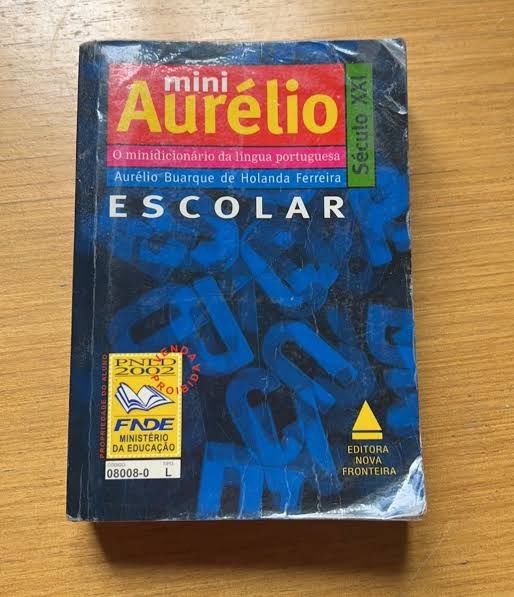 mini
Aurélio
Século XXI
O minidicionário da língua portuguesa
Aurélio Buarque de Holanda Ferreira
ESCOLAR
PROPRIEDADE DO ALUNO
VENDA PROIBIDA
PNLD
2002
FNDE
MINISTÉRIO
DA EDUCAÇÃO
CÓDIGO TIPO
08008-0 L
EDITORA
NOVA
FRONTEIRA